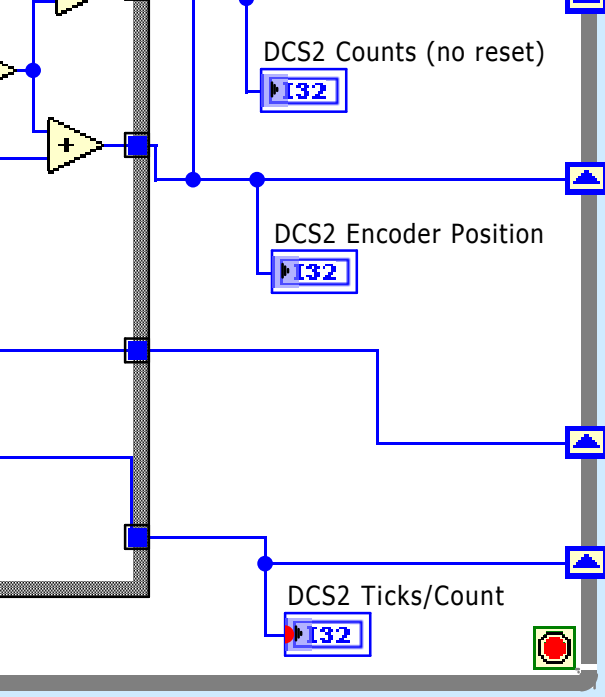 DCS2 Counts (no reset)
I32
+
DCS2 Encoder Position
I32
DCS2 Ticks/Count
I32